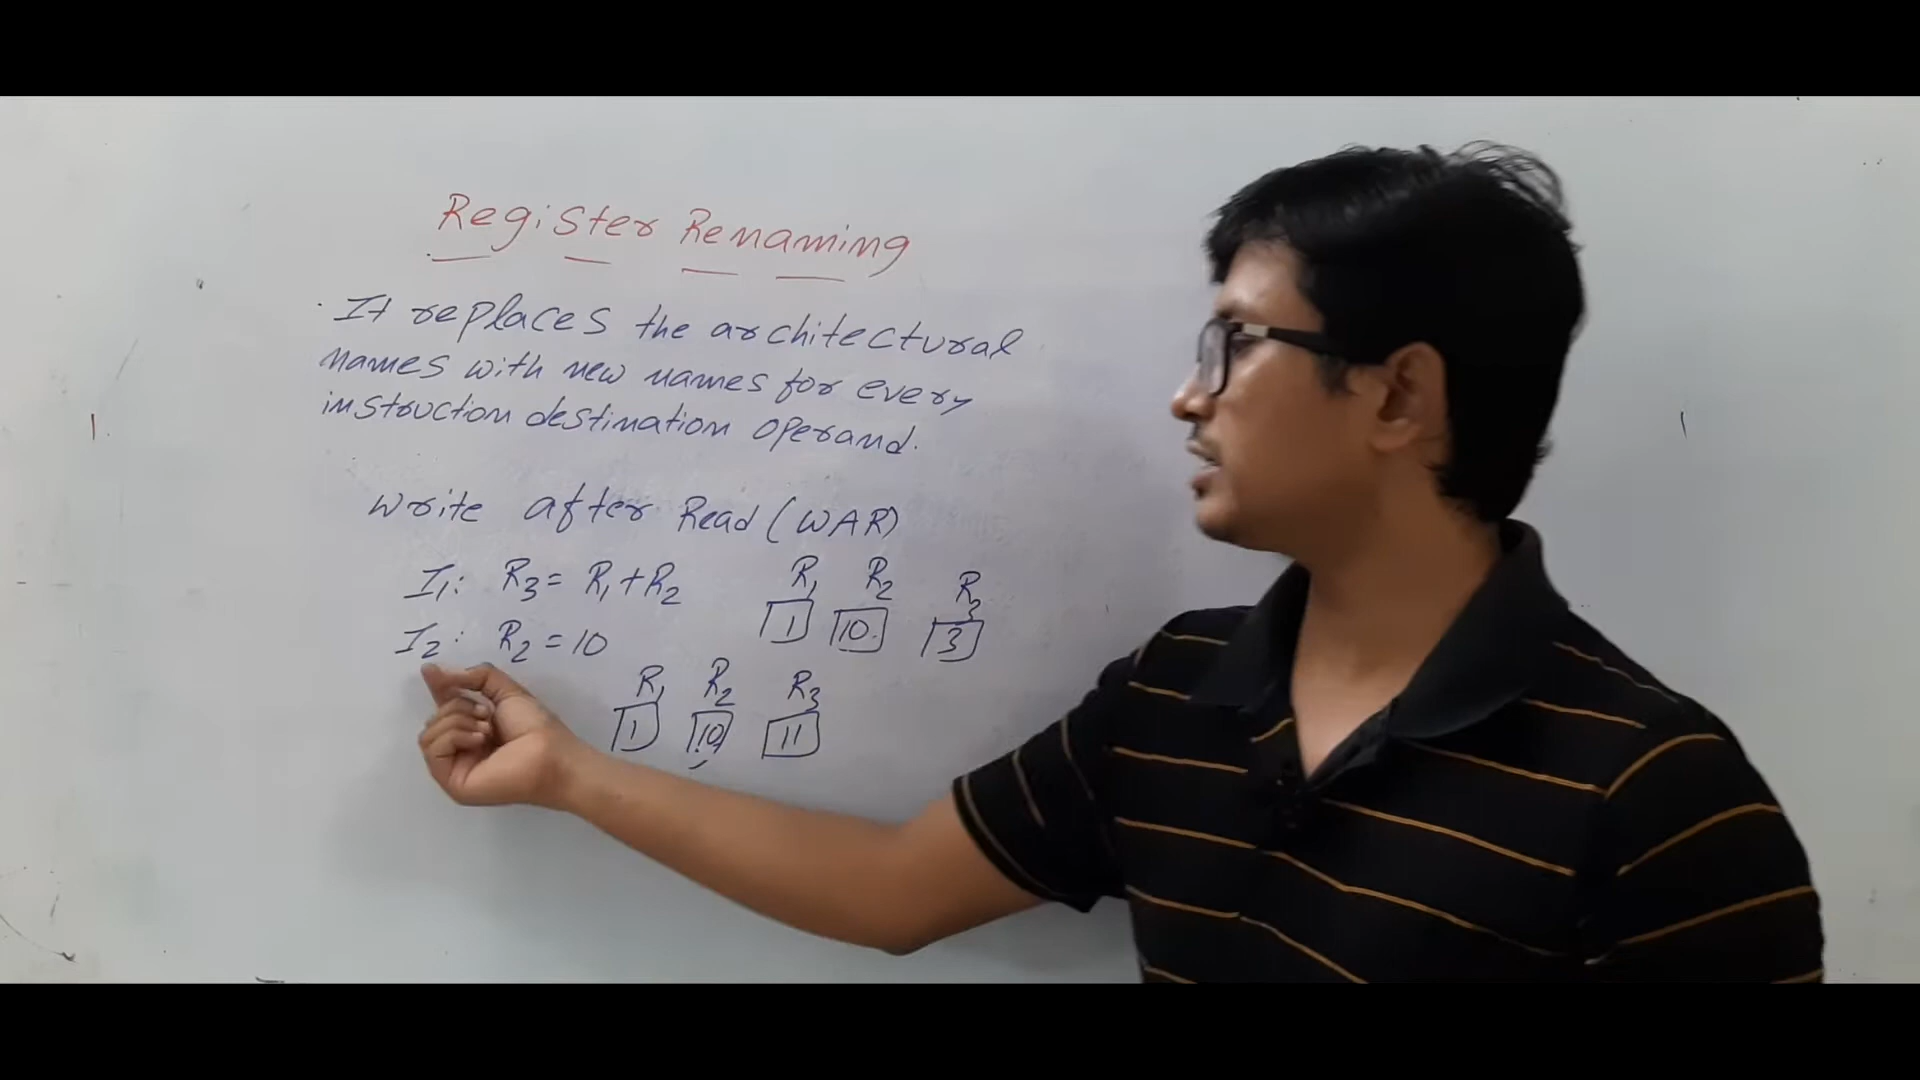 Register Renaming
It replaces the architectural
names with new names for every
instruction destination operand.
Write after Read (WAR)
I1: R3 = R1 + R2
I2: R2 = 10
R1 R2 R3
1 10 3
R1 R2 R3
1 10 11